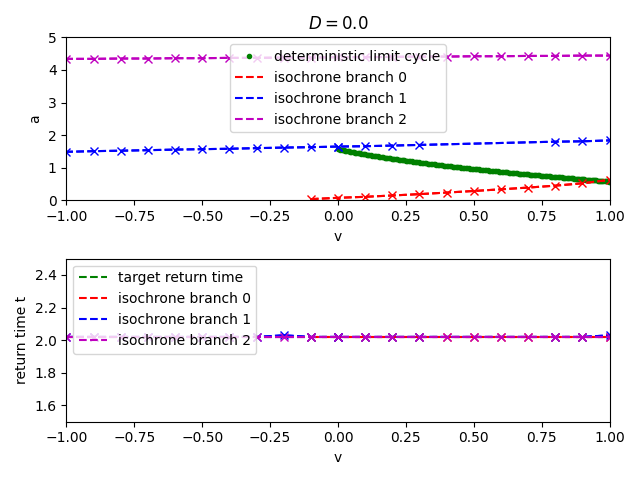 D = 0.0
5
4
3
2
1
0
a
deterministic limit cycle
isochrone branch 0
isochrone branch 1
isochrone branch 2
−1.00 −0.75 −0.50 −0.25 0.00 0.25 0.50 0.75 1.00
v
2.4
2.2
2.0
1.8
1.6
return time t
target return time
isochrone branch 0
isochrone branch 1
isochrone branch 2
−1.00 −0.75 −0.50 −0.25 0.00 0.25 0.50 0.75 1.00
v